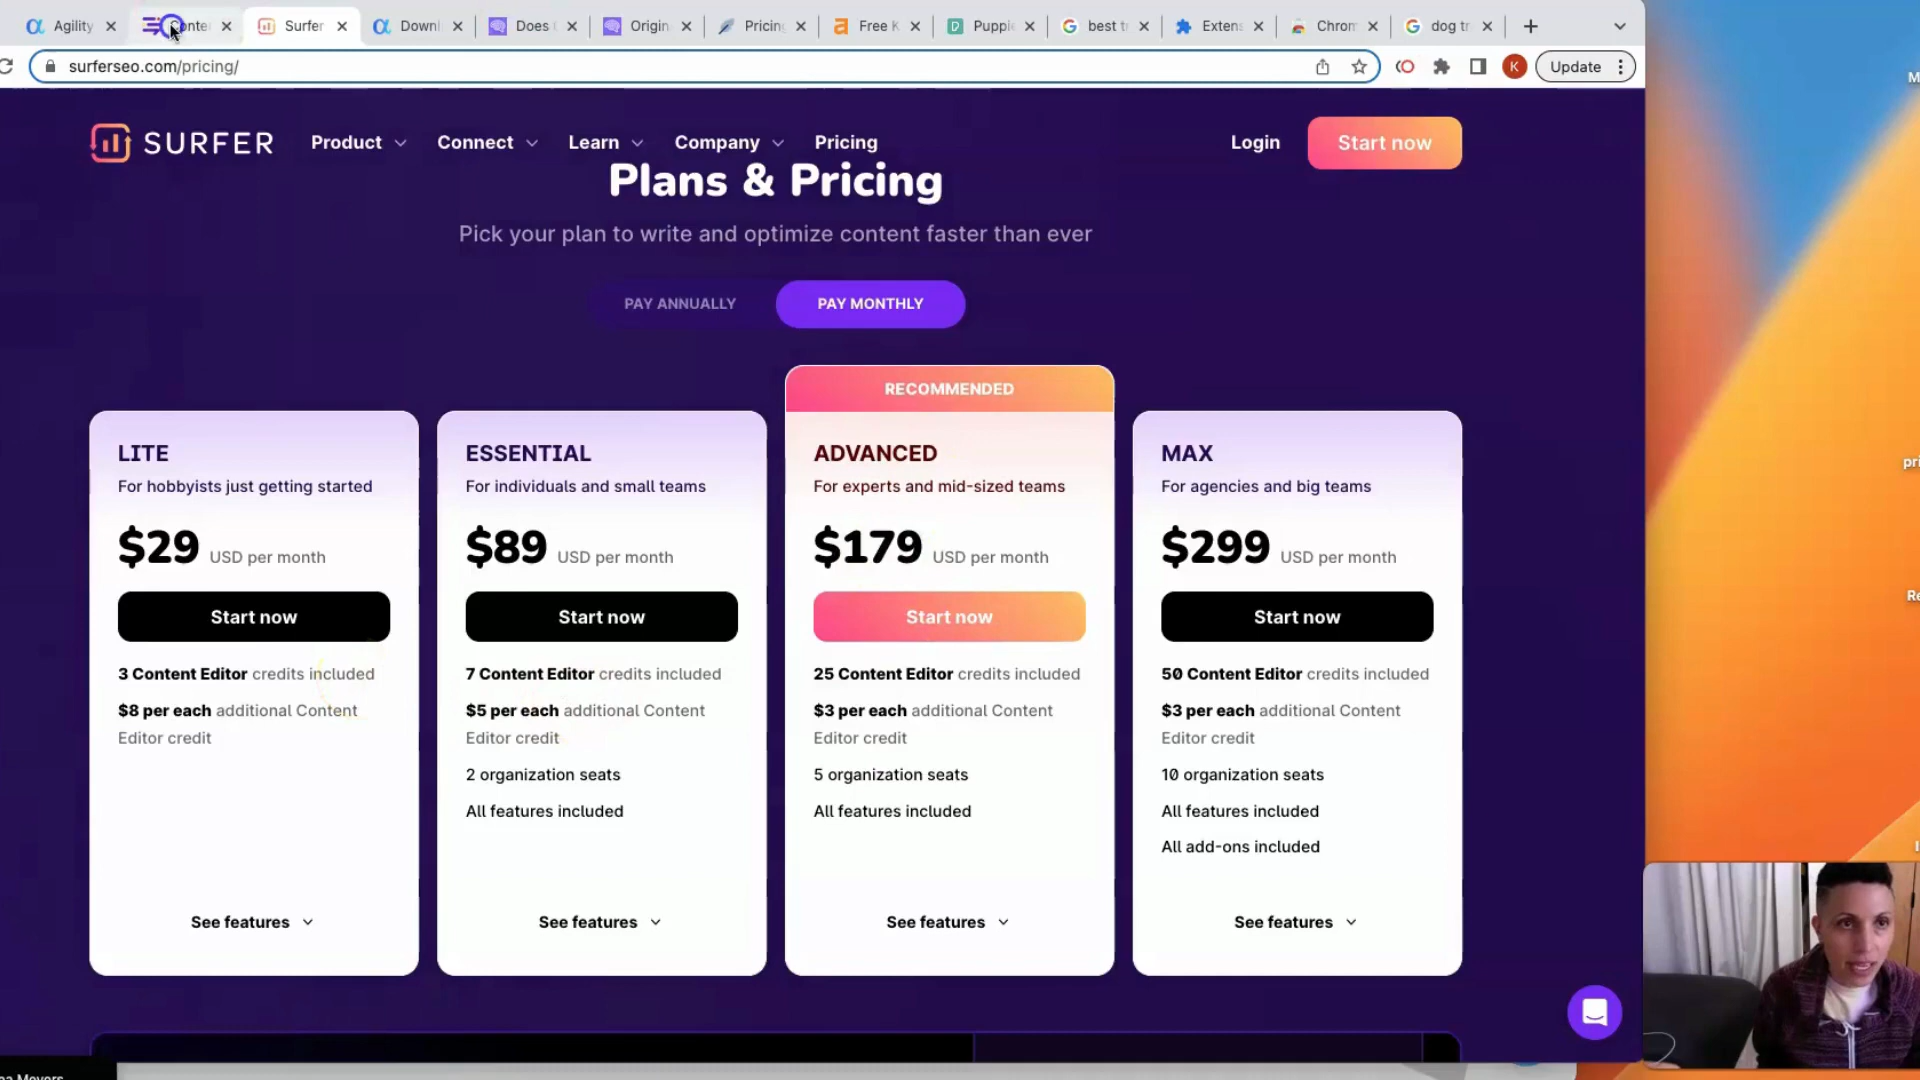 Agility
Conte
Surfer
Downl
Does
Origin
Pricing
Free K
Puppie
best tr
Extens
Chrom
dog tr
surferseo.com/pricing/
K
Update
SURFER
Product
Connect
Learn
Company
Pricing
Login
Start now
Plans & Pricing
Pick your plan to write and optimize content faster than ever
PAY ANNUALLY
PAY MONTHLY
RECOMMENDED
LITE
For hobbyists just getting started
$29 USD per month
Start now
3 Content Editor credits included
$8 per each additional Content
Editor credit
See features
ESSENTIAL
For individuals and small teams
$89 USD per month
Start now
7 Content Editor credits included
$5 per each additional Content
Editor credit
2 organization seats
All features included
See features
ADVANCED
For experts and mid-sized teams
$179 USD per month
Start now
25 Content Editor credits included
$3 per each additional Content
Editor credit
5 organization seats
All features included
See features
MAX
For agencies and big teams
$299 USD per month
Start now
50 Content Editor credits included
$3 per each additional Content
Editor credit
10 organization seats
All features included
All add-ons included
See features
M
pri
Re